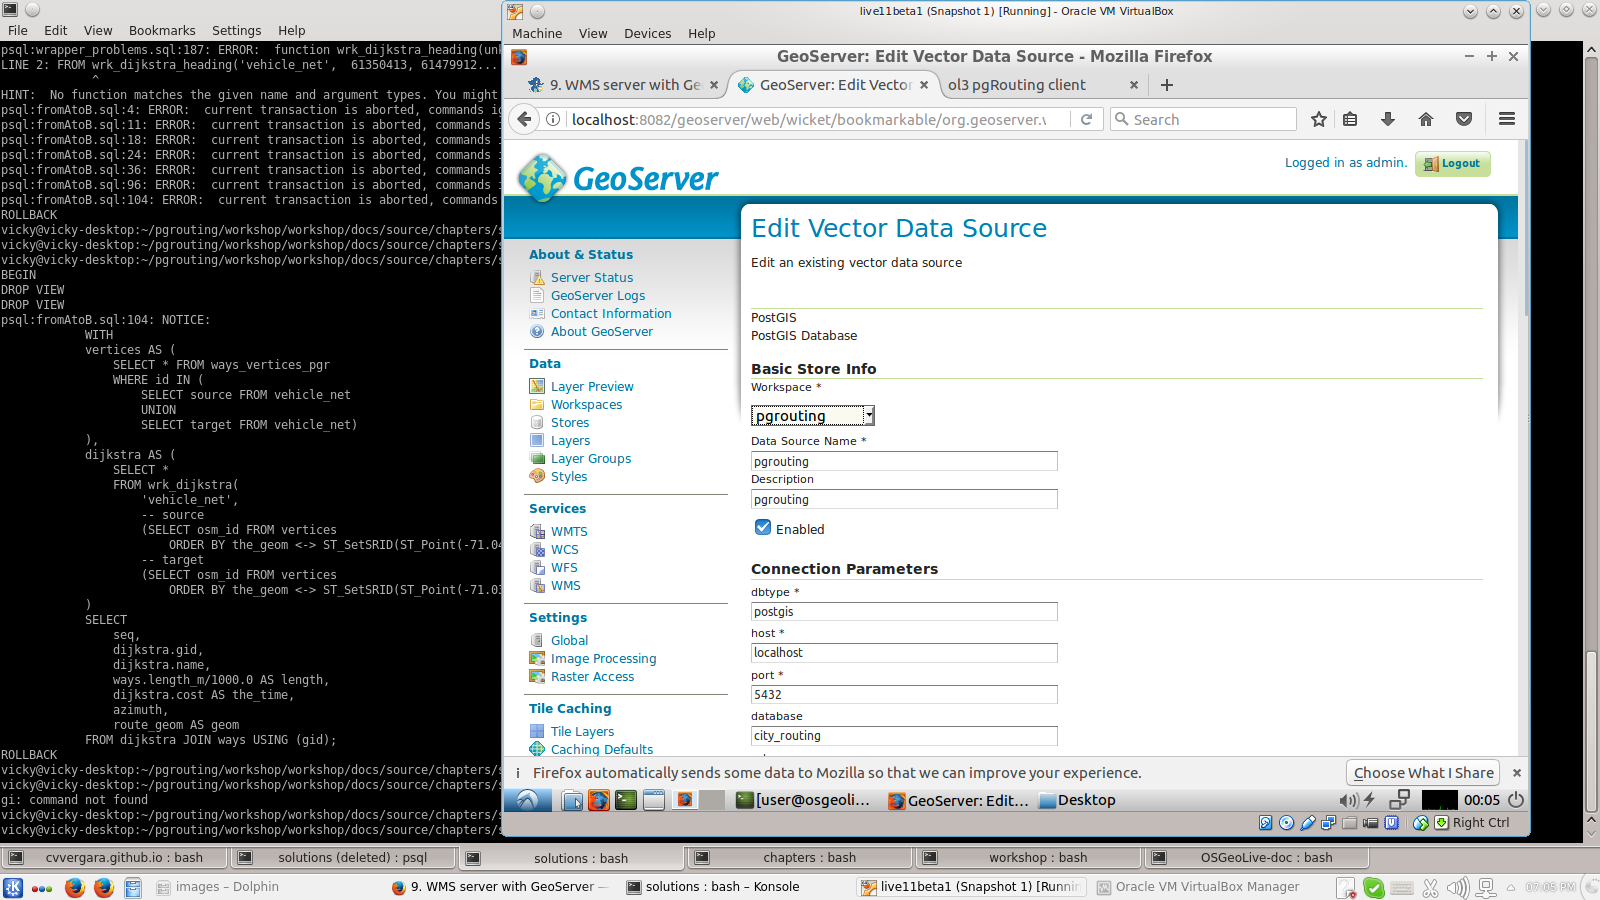 File Edit View Bookmarks Settings Help
psql:wrapper_problems.sql:187: ERROR:  function wrk_dijkstra_heading(unk
LINE 2: FROM wrk_dijkstra_heading('vehicle_net',  61350413, 61479912...
^
HINT:  No function matches the given name and argument types. You might
psql:fromAtoB.sql:4: ERROR:  current transaction is aborted, commands ig
psql:fromAtoB.sql:11: ERROR:  current transaction is aborted, commands i
psql:fromAtoB.sql:18: ERROR:  current transaction is aborted, commands i
psql:fromAtoB.sql:24: ERROR:  current transaction is aborted, commands i
psql:fromAtoB.sql:36: ERROR:  current transaction is aborted, commands i
psql:fromAtoB.sql:96: ERROR:  current transaction is aborted, commands i
psql:fromAtoB.sql:104: ERROR:  current transaction is aborted, commands
ROLLBACK
vicky@vicky-desktop:~/pgrouting/workshop/workshop/docs/source/chapters/s
vicky@vicky-desktop:~/pgrouting/workshop/workshop/docs/source/chapters/s
vicky@vicky-desktop:~/pgrouting/workshop/workshop/docs/source/chapters/s
BEGIN
DROP VIEW
DROP VIEW
psql:fromAtoB.sql:104: NOTICE:
WITH
vertices AS (
SELECT * FROM ways_vertices_pgr
WHERE id IN (
SELECT source FROM vehicle_net
UNION
SELECT target FROM vehicle_net)
),
dijkstra AS (
SELECT *
FROM wrk_dijkstra(
'vehicle_net',
-- source
(SELECT osm_id FROM vertices
ORDER BY the_geom <-> ST_SetSRID(ST_Point(-71.04
-- target
(SELECT osm_id FROM vertices
ORDER BY the_geom <-> ST_SetSRID(ST_Point(-71.03
)
SELECT
seq,
dijkstra.gid,
dijkstra.name,
ways.length_m/1000.0 AS length,
dijkstra.cost AS the_time,
azimuth,
route_geom AS geom
FROM dijkstra JOIN ways USING (gid);
ROLLBACK
vicky@vicky-desktop:~/pgrouting/workshop/workshop/docs/source/chapters/s
vicky@vicky-desktop:~/pgrouting/workshop/workshop/docs/source/chapters/s
gi: command not found
vicky@vicky-desktop:~/pgrouting/workshop/workshop/docs/source/chapters/s
vicky@vicky-desktop:~/pgrouting/workshop/workshop/docs/source/chapters/s
live11beta1 (Snapshot 1) [Running] - Oracle VM VirtualBox
Machine View Devices Help
GeoServer: Edit Vector Data Source - Mozilla Firefox
9. WMS server with Ge
GeoServer: Edit Vector
ol3 pgRouting client
localhost:8082/geoserver/web/wicket/bookmarkable/org.geoserver.v
Search
GeoServer
Logged in as admin.
Logout
About & Status
Server Status
GeoServer Logs
Contact Information
About GeoServer
Data
Layer Preview
Workspaces
Stores
Layers
Layer Groups
Styles
Services
WMTS
WCS
WFS
WMS
Settings
Global
Image Processing
Raster Access
Tile Caching
Tile Layers
Caching Defaults
Edit Vector Data Source
Edit an existing vector data source
PostGIS
PostGIS Database
Basic Store Info
Workspace *
pgrouting
Data Source Name *
pgrouting
Description
pgrouting
Enabled
Connection Parameters
dbtype *
postgis
host *
localhost
port *
5432
database
city_routing
Firefox automatically sends some data to Mozilla so that we can improve your experience.
Choose What I Share
[user@osgeoli...
GeoServer: Edit...
Desktop
00:05
Right Ctrl
cvvergara.github.io : bash
solutions (deleted) : psql
solutions : bash
chapters : bash
workshop : bash
OSGeoLive-doc : bash
images – Dolphin
9. WMS server with GeoServer —
solutions : bash – Konsole
live11beta1 (Snapshot 1) [Runnin
Oracle VM VirtualBox Manager
07:05 PM